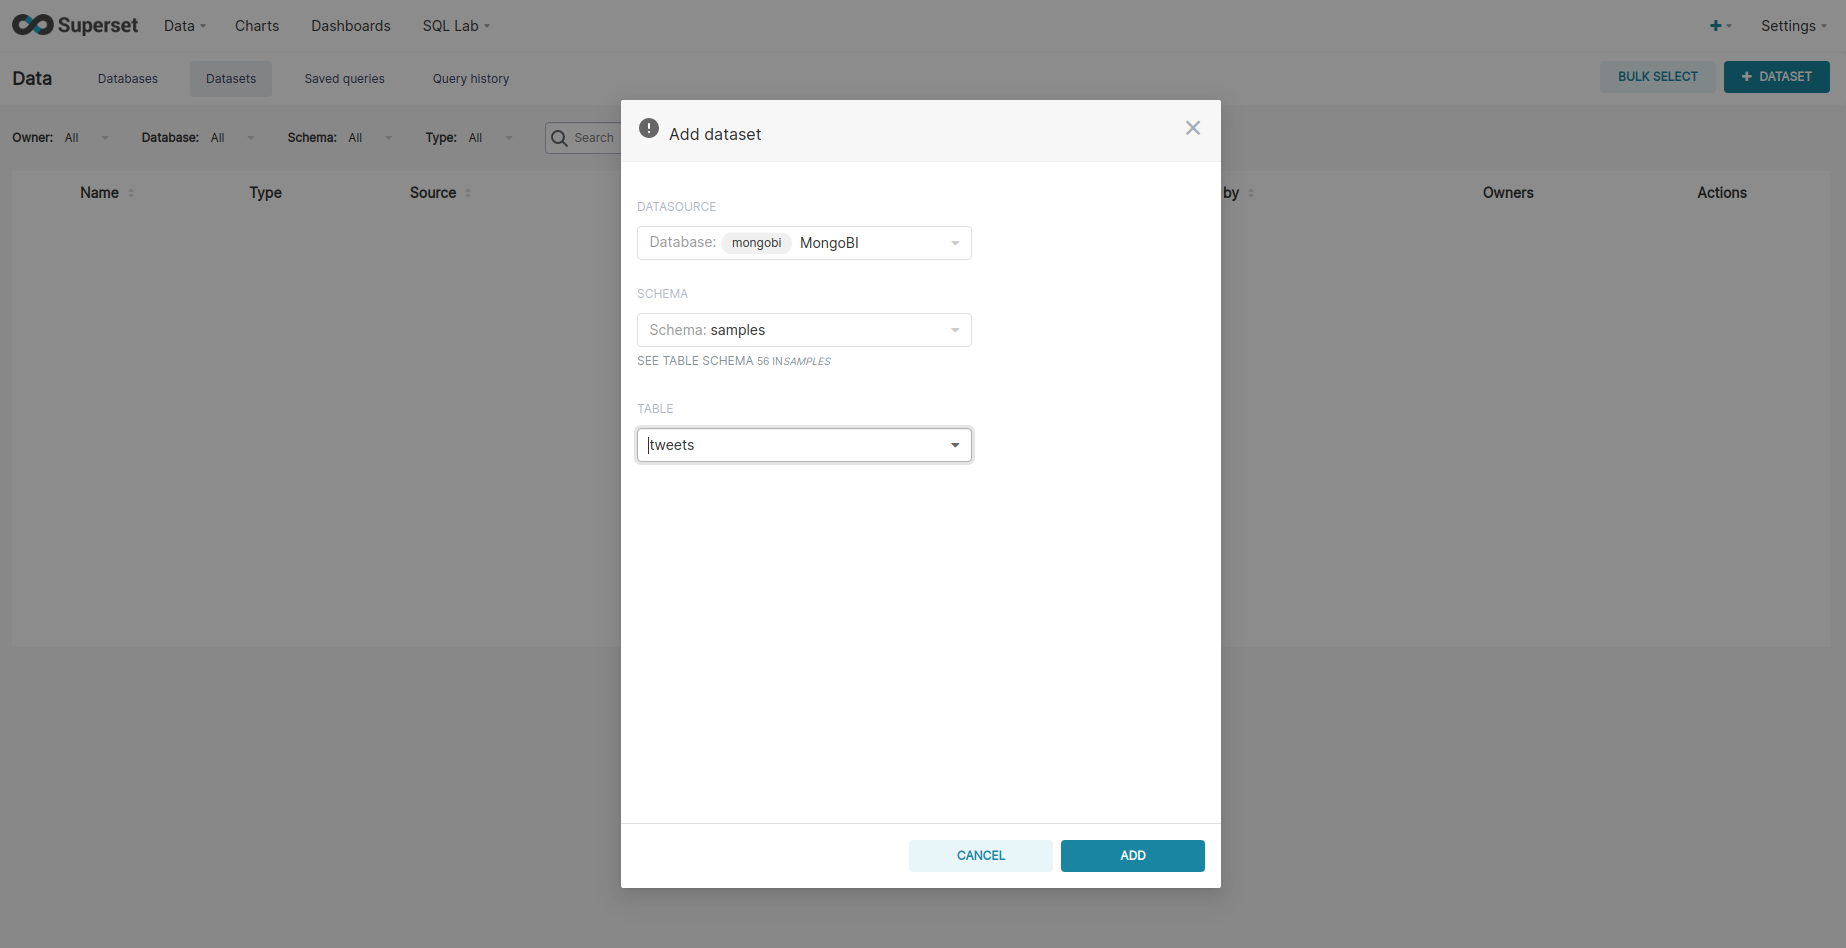 Superset Data Charts Dashboards SQL Lab Settings
Data Databases Datasets Saved queries Query history BULK SELECT + DATASET
Owner: All Database: All Schema: All Type: All Search
Name Type Source by Owners Actions
Add dataset
DATASOURCE
Database: mongobi MongoBI
SCHEMA
Schema: samples
SEE TABLE SCHEMA 56 IN SAMPLES
TABLE
tweets
CANCEL ADD